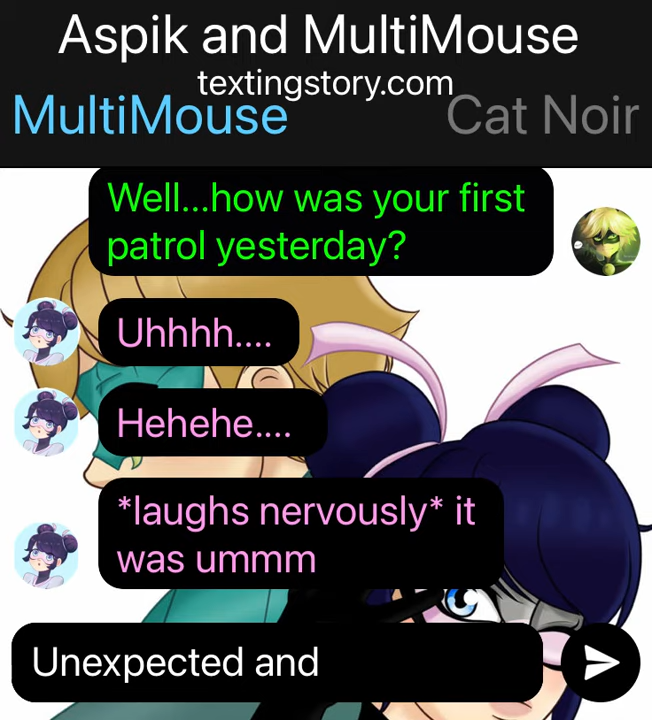 Aspik and MultiMouse
textingstory.com
MultiMouse
Cat Noir
Well...how was your first
patrol yesterday?
Uhhhh....
Hehehe....
*laughs nervously* it
was ummm
Unexpected and